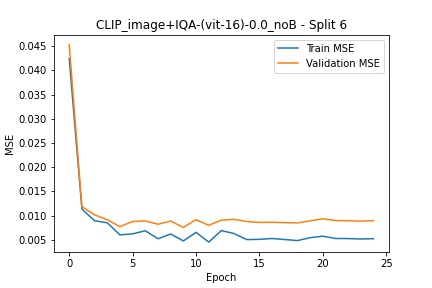 CLIP_image+IQA-(vit-16)-0.0_noB - Split 6
Train MSE
Validation MSE
MSE
0.045
0.040
0.035
0.030
0.025
0.020
0.015
0.010
0.005
0 5 10 15 20 25
Epoch